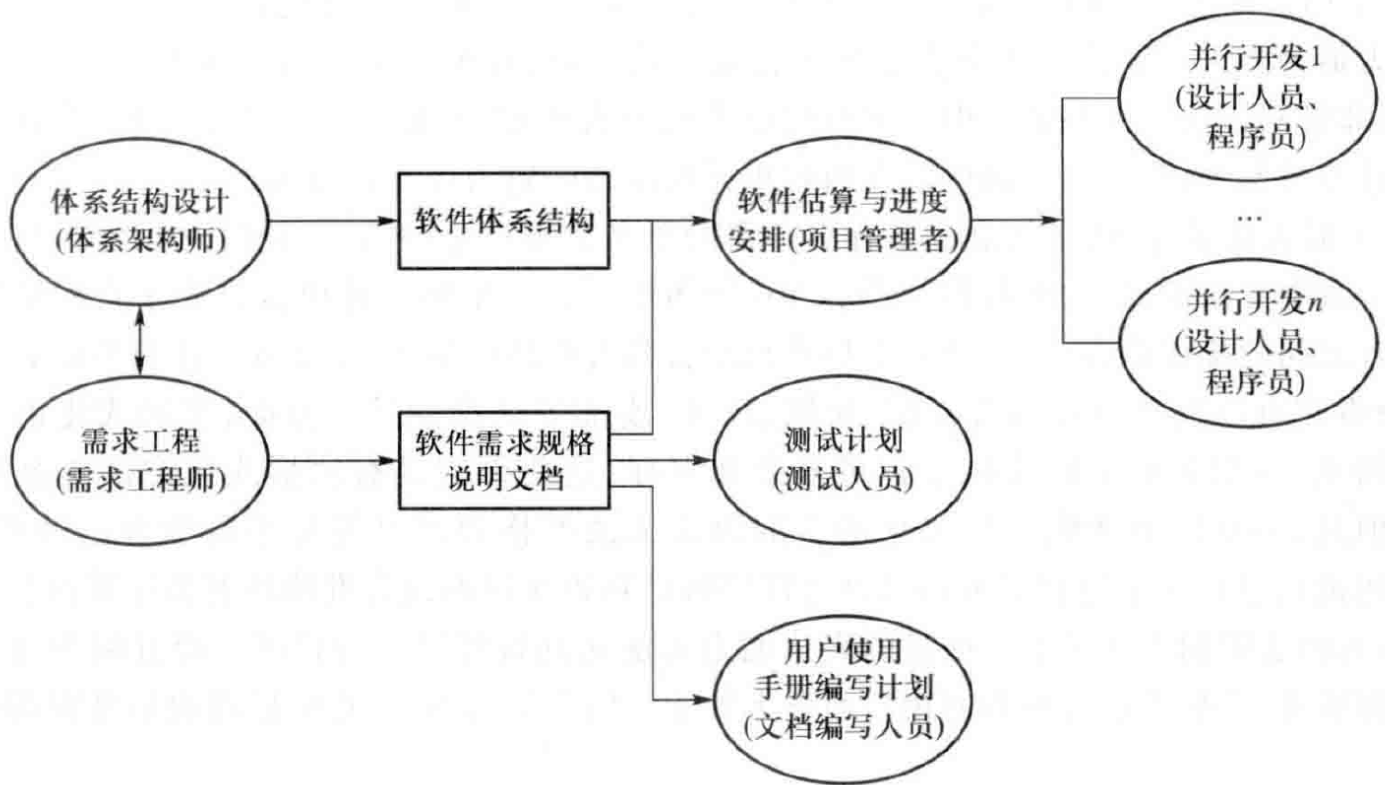 并行开发1
(设计人员、
程序员)
体系结构设计
(体系架构师)
软件体系结构
软件估算与进度
安排(项目管理者)
...
并行开发n
(设计人员、
程序员)
需求工程
(需求工程师)
软件需求规格
说明文档
测试计划
(测试人员)
用户使用
手册编写计划
(文档编写人员)